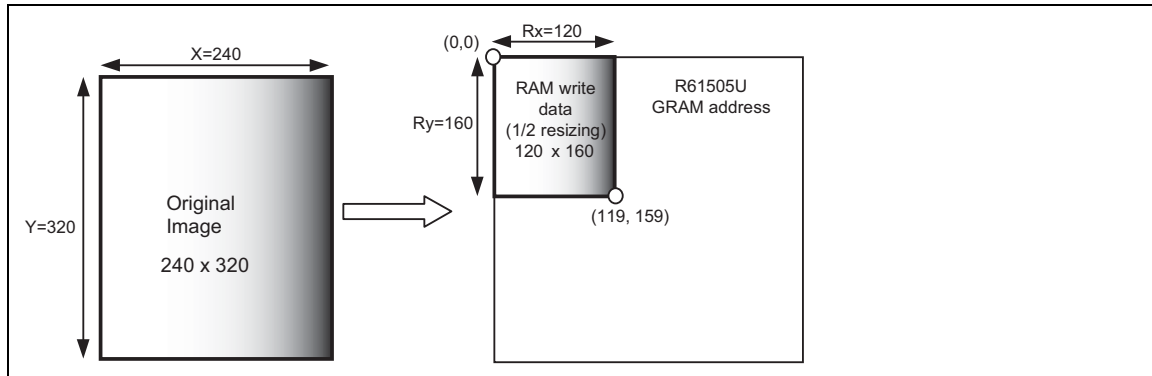 X=240
Y=320
Original
Image
240 x 320
(0,0)
Rx=120
Ry=160
RAM write
data
(1/2 resizing)
120 x 160
(119, 159)
R61505U
GRAM address